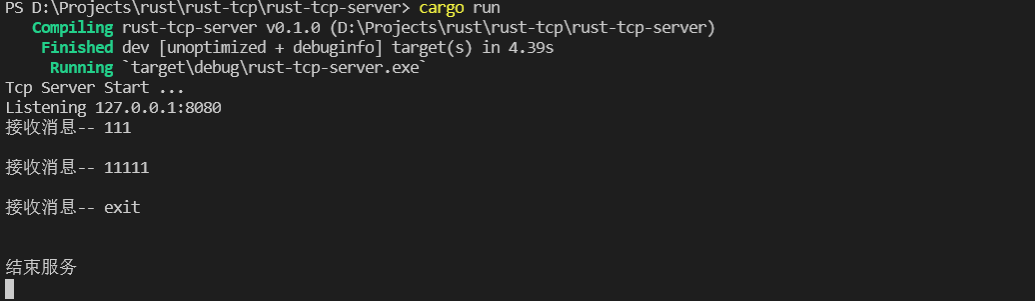 PS D:\Projects\rust\rust-tcp\rust-tcp-server> cargo run
Compiling rust-tcp-server v0.1.0 (D:\Projects\rust\rust-tcp\rust-tcp-server)
Finished dev [unoptimized + debuginfo] target(s) in 4.39s
Running `target\debug\rust-tcp-server.exe`
Tcp Server Start ...
Listening 127.0.0.1:8080
接收消息-- 111
接收消息-- 11111
接收消息-- exit
结束服务